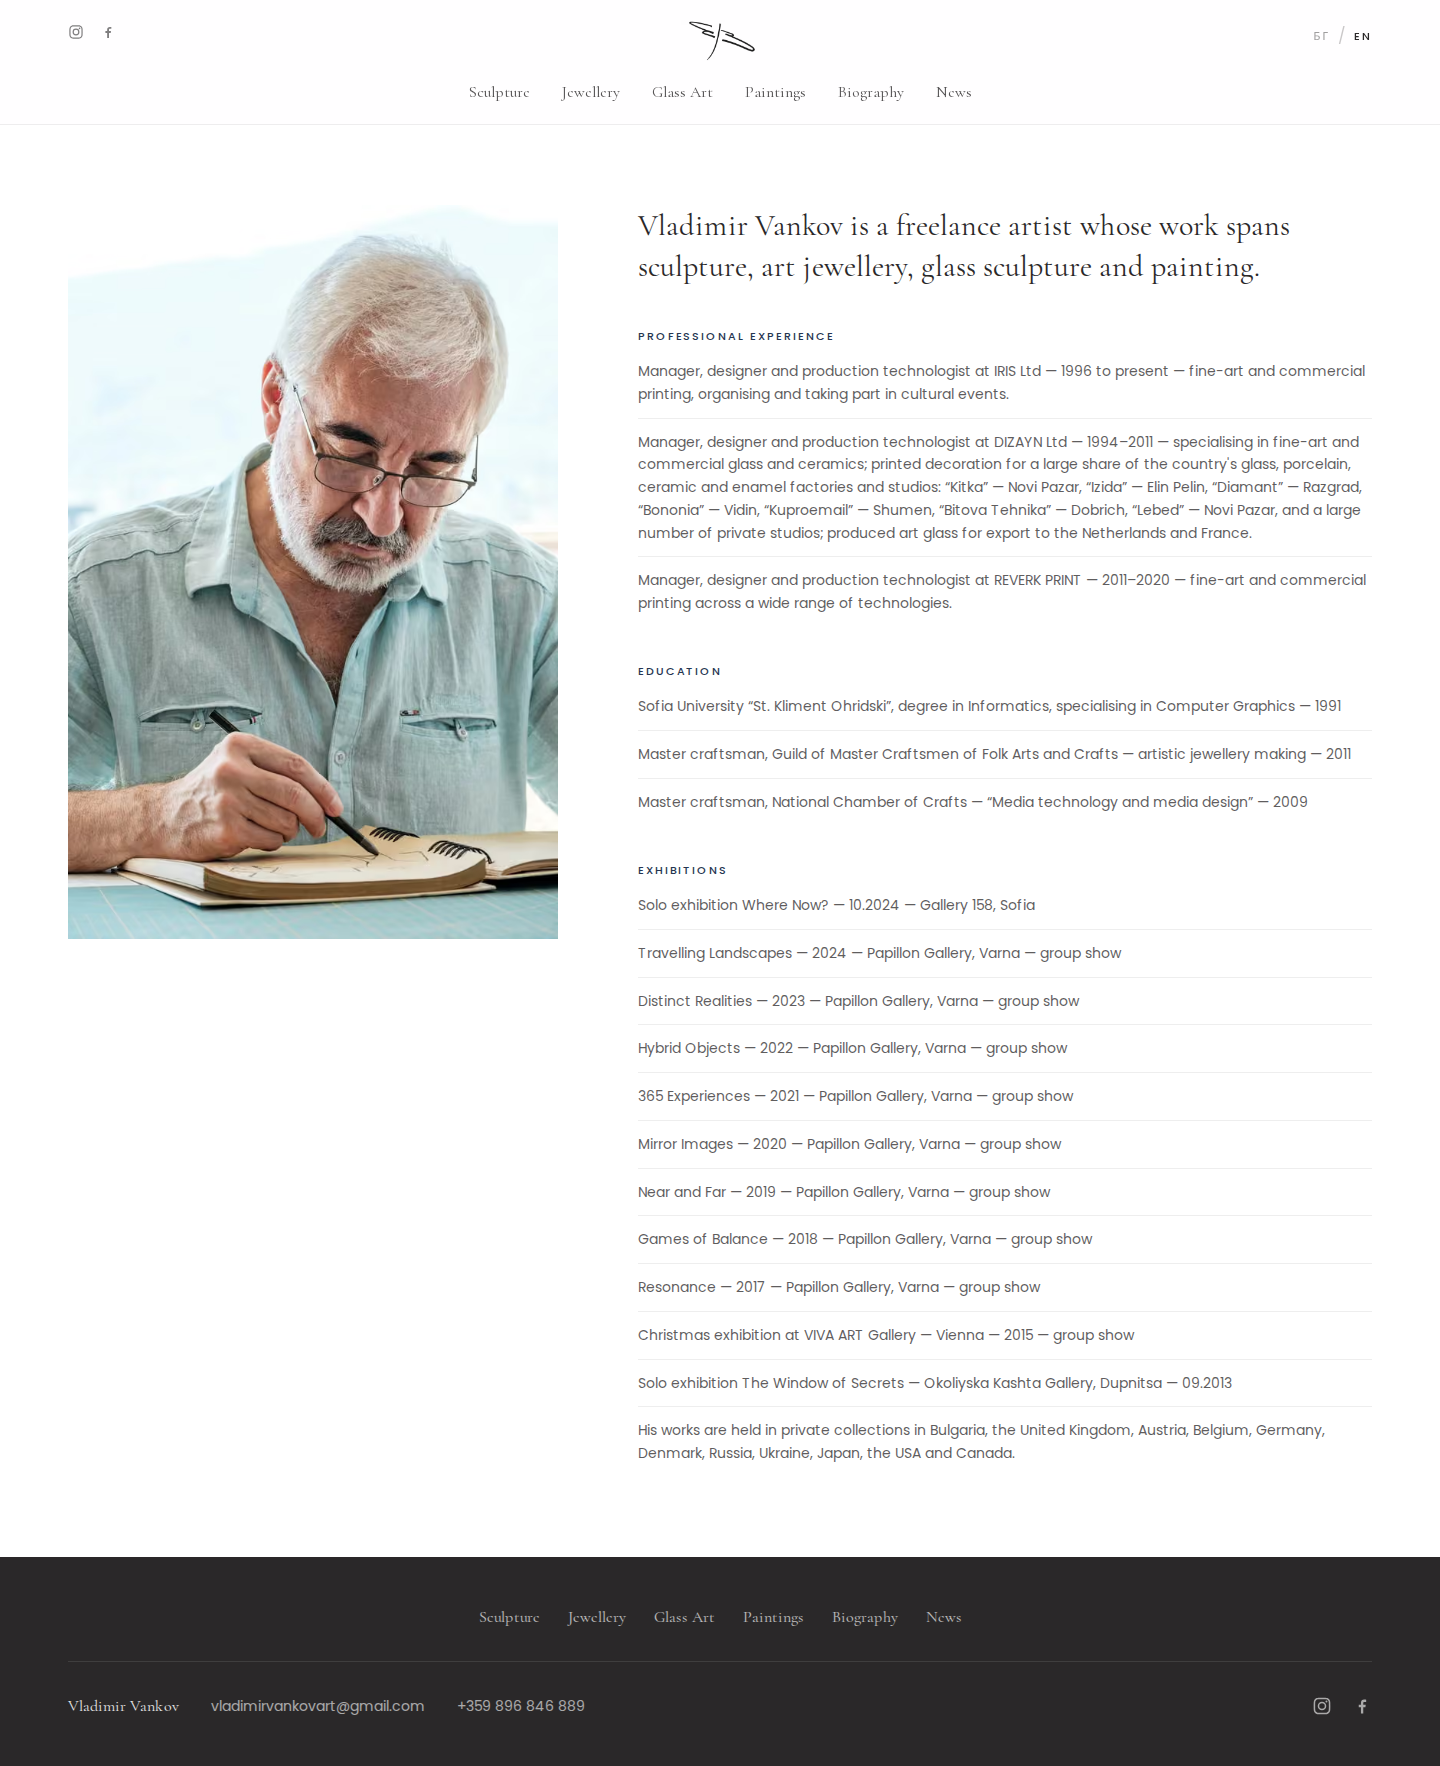 БГ / EN
Sculpture Jewellery Glass Art Paintings Biography News
Vladimir Vankov is a freelance artist whose work spans
sculpture, art jewellery, glass sculpture and painting.
PROFESSIONAL EXPERIENCE
Manager, designer and production technologist at IRIS Ltd — 1996 to present — fine-art and commercial
printing, organising and taking part in cultural events.
Manager, designer and production technologist at DIZAYN Ltd — 1994–2011 — specialising in fine-art and
commercial glass and ceramics; printed decoration for a large share of the country's glass, porcelain,
ceramic and enamel factories and studios: “Kitka” — Novi Pazar, “Izida” — Elin Pelin, “Diamant” — Razgrad,
“Bononia” — Vidin, “Kuproemail” — Shumen, “Bitova Tehnika” — Dobrich, “Lebed” — Novi Pazar, and a large
number of private studios; produced art glass for export to the Netherlands and France.
Manager, designer and production technologist at REVERK PRINT — 2011–2020 — fine-art and commercial
printing across a wide range of technologies.
EDUCATION
Sofia University “St. Kliment Ohridski”, degree in Informatics, specialising in Computer Graphics — 1991
Master craftsman, Guild of Master Craftsmen of Folk Arts and Crafts — artistic jewellery making — 2011
Master craftsman, National Chamber of Crafts — “Media technology and media design” — 2009
EXHIBITIONS
Solo exhibition Where Now? — 10.2024 — Gallery 158, Sofia
Travelling Landscapes — 2024 — Papillon Gallery, Varna — group show
Distinct Realities — 2023 — Papillon Gallery, Varna — group show
Hybrid Objects — 2022 — Papillon Gallery, Varna — group show
365 Experiences — 2021 — Papillon Gallery, Varna — group show
Mirror Images — 2020 — Papillon Gallery, Varna — group show
Near and Far — 2019 — Papillon Gallery, Varna — group show
Games of Balance — 2018 — Papillon Gallery, Varna — group show
Resonance — 2017 — Papillon Gallery, Varna — group show
Christmas exhibition at VIVA ART Gallery — Vienna — 2015 — group show
Solo exhibition The Window of Secrets — Okoliyska Kashta Gallery, Dupnitsa — 09.2013
His works are held in private collections in Bulgaria, the United Kingdom, Austria, Belgium, Germany,
Denmark, Russia, Ukraine, Japan, the USA and Canada.
Sculpture Jewellery Glass Art Paintings Biography News
Vladimir Vankov vladimirvankovart@gmail.com +359 896 846 889